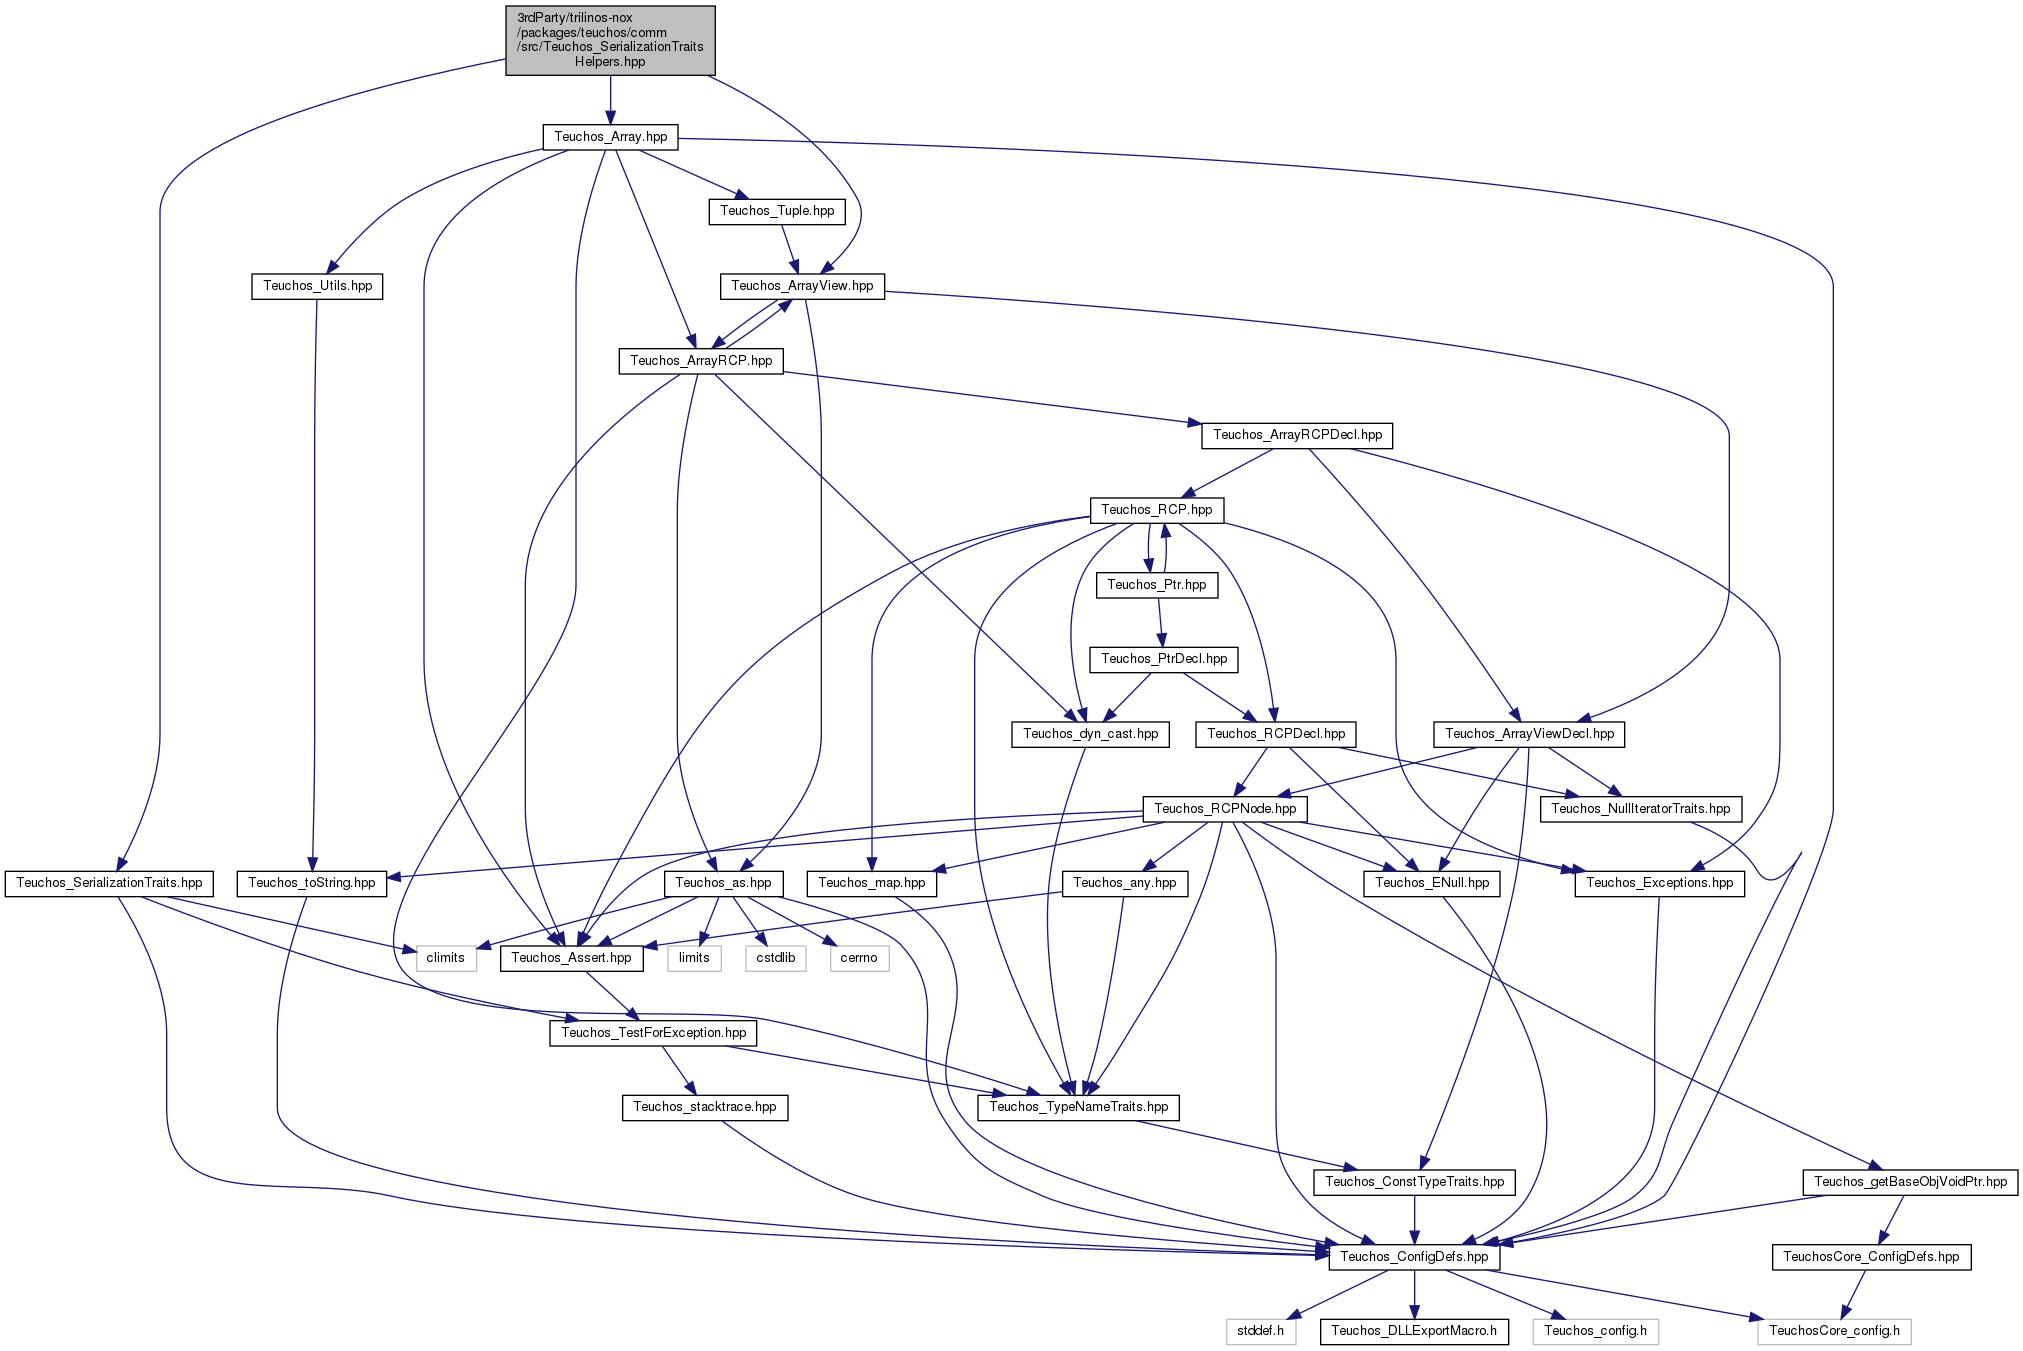 3rdParty/trilinos-nox
/packages/teuchos/comm
/src/Teuchos_SerializationTraits
Helpers.hpp
Teuchos_Array.hpp
Teuchos_Tuple.hpp
Teuchos_Utils.hpp
Teuchos_ArrayView.hpp
Teuchos_ArrayRCP.hpp
Teuchos_ArrayRCPDecl.hpp
Teuchos_RCP.hpp
Teuchos_Ptr.hpp
Teuchos_PtrDecl.hpp
Teuchos_dyn_cast.hpp
Teuchos_RCPDecl.hpp
Teuchos_ArrayViewDecl.hpp
Teuchos_RCPNode.hpp
Teuchos_NullIteratorTraits.hpp
Teuchos_SerializationTraits.hpp
Teuchos_toString.hpp
Teuchos_as.hpp
Teuchos_map.hpp
Teuchos_any.hpp
Teuchos_ENull.hpp
Teuchos_Exceptions.hpp
climits
Teuchos_Assert.hpp
limits
cstdlib
cerrno
Teuchos_TestForException.hpp
Teuchos_stacktrace.hpp
Teuchos_TypeNameTraits.hpp
Teuchos_ConstTypeTraits.hpp
Teuchos_getBaseObjVoidPtr.hpp
Teuchos_ConfigDefs.hpp
TeuchosCore_ConfigDefs.hpp
stddef.h
Teuchos_DLLExportMacro.h
Teuchos_config.h
TeuchosCore_config.h